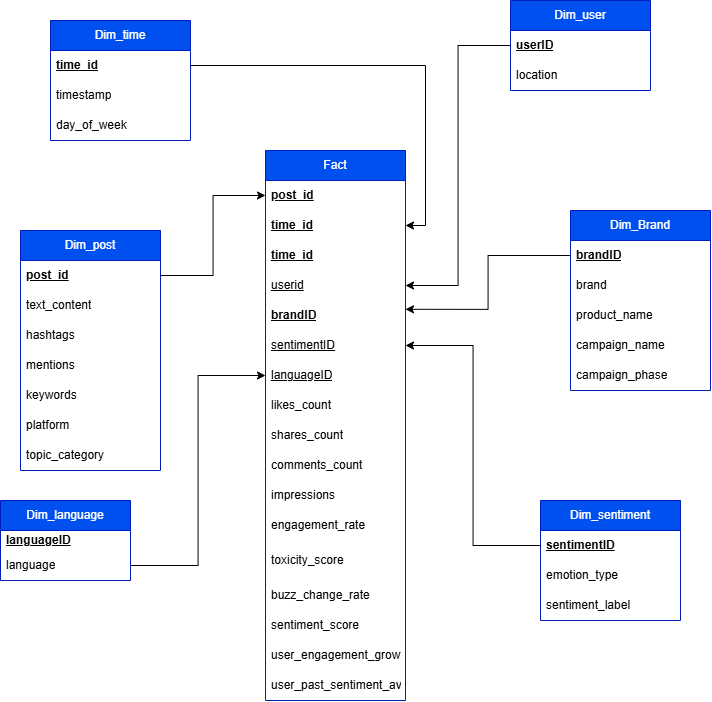 Dim_time
time_id
timestamp
day_of_week
Dim_user
userID
location
Fact
post_id
time_id
time_id
userid
brandID
sentimentID
languageID
likes_count
shares_count
comments_count
impressions
engagement_rate
toxicity_score
buzz_change_rate
sentiment_score
user_engagement_grow
user_past_sentiment_av
Dim_post
post_id
text_content
hashtags
mentions
keywords
platform
topic_category
Dim_Brand
brandID
brand
product_name
campaign_name
campaign_phase
Dim_language
languageID
language
Dim_sentiment
sentimentID
emotion_type
sentiment_label